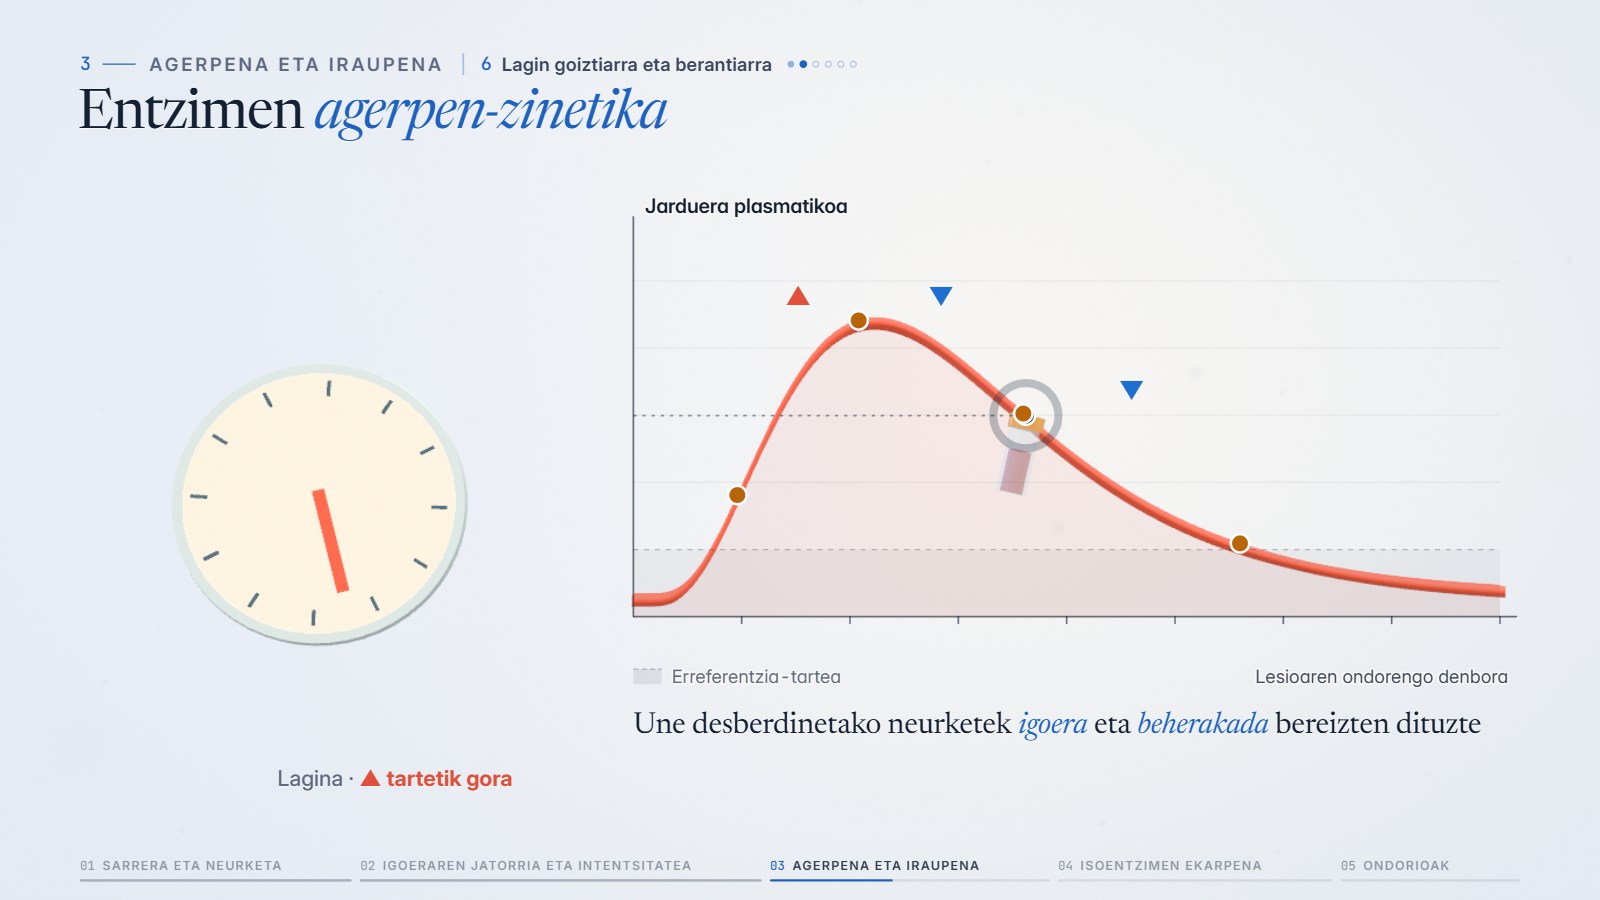 3 AGERPENA ETA IRAUPENA 6 Lagin goiztiarra eta berantiarra
Entzimen agerpen-zinetika
Jarduera plasmatikoa
Erreferentzia-tartea
Lesioaren ondorengo denbora
Une desberdinetako neurketek igoera eta beherakada bereizten dituzte
Lagina · ▲ tartetik gora
01 SARRERA ETA NEURKETA
02 IGOERAREN JATORRIA ETA INTENTSITATEA
03 AGERPENA ETA IRAUPENA
04 ISOENTZIMEN EKARPENA
05 ONDORIOAK